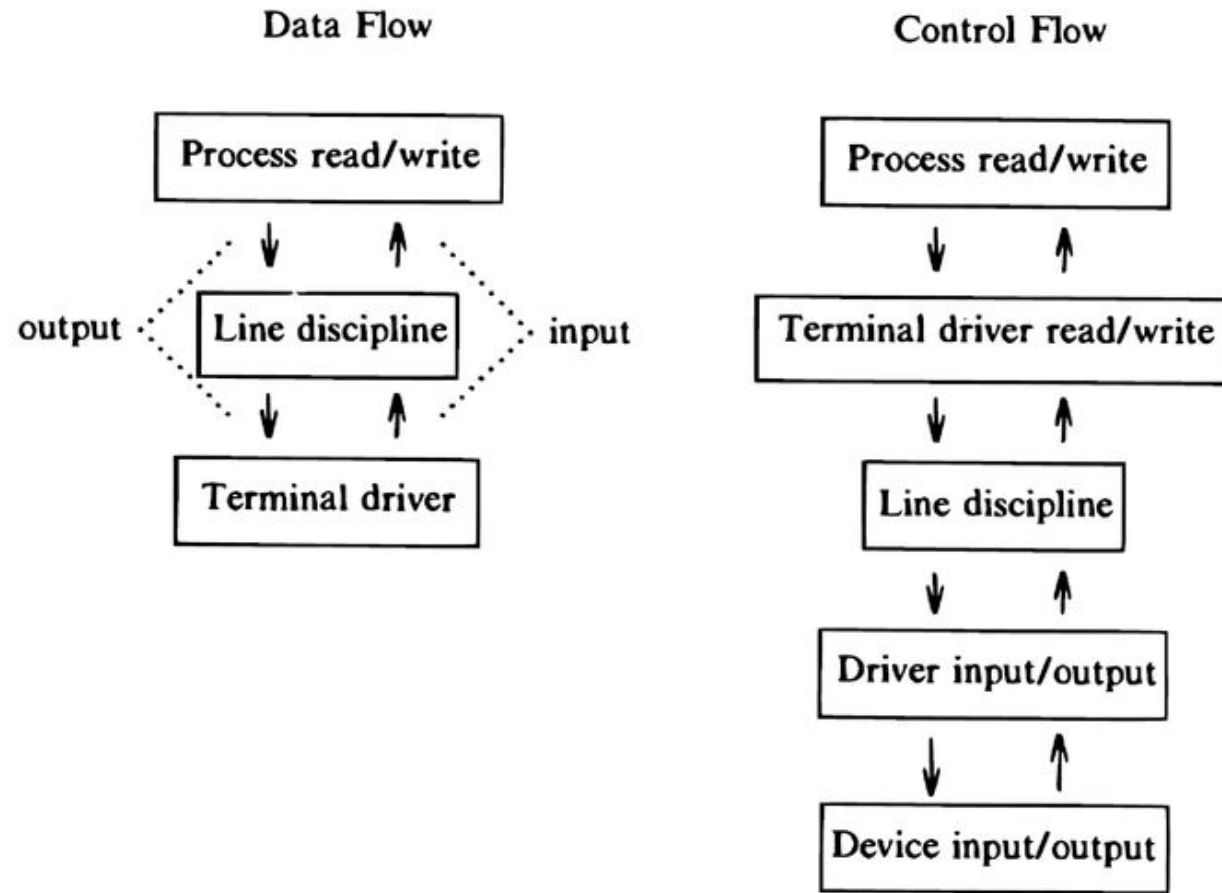 Data Flow
Process read/write
output
Line discipline
input
Terminal driver
Control Flow
Process read/write
Terminal driver read/write
Line discipline
Driver input/output
Device input/output